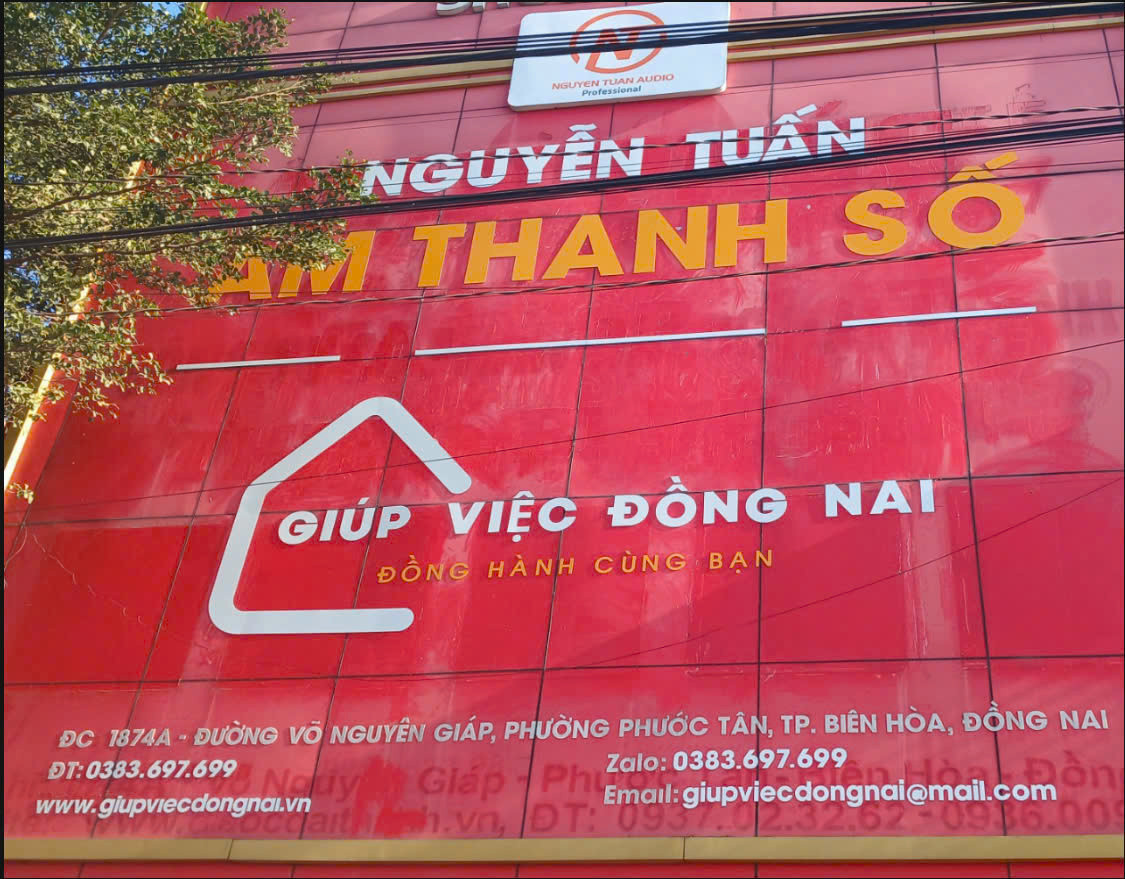 NGUYEN TUAN AUDIO
Professional
NGUYỄN TUẤN
ÂM THANH SỐ
GIÚP VIỆC ĐỒNG NAI
ĐỒNG HÀNH CÙNG BẠN
ĐC 1874A - ĐƯỜNG VÕ NGUYÊN GIÁP, PHƯỜNG PHƯỚC TÂN, TP. BIÊN HÒA, ĐỒNG NAI
ĐT: 0383.697.699 Zalo: 0383.697.699
www.giupviecdongnai.vn Email: giupviecdongnai@mail.com